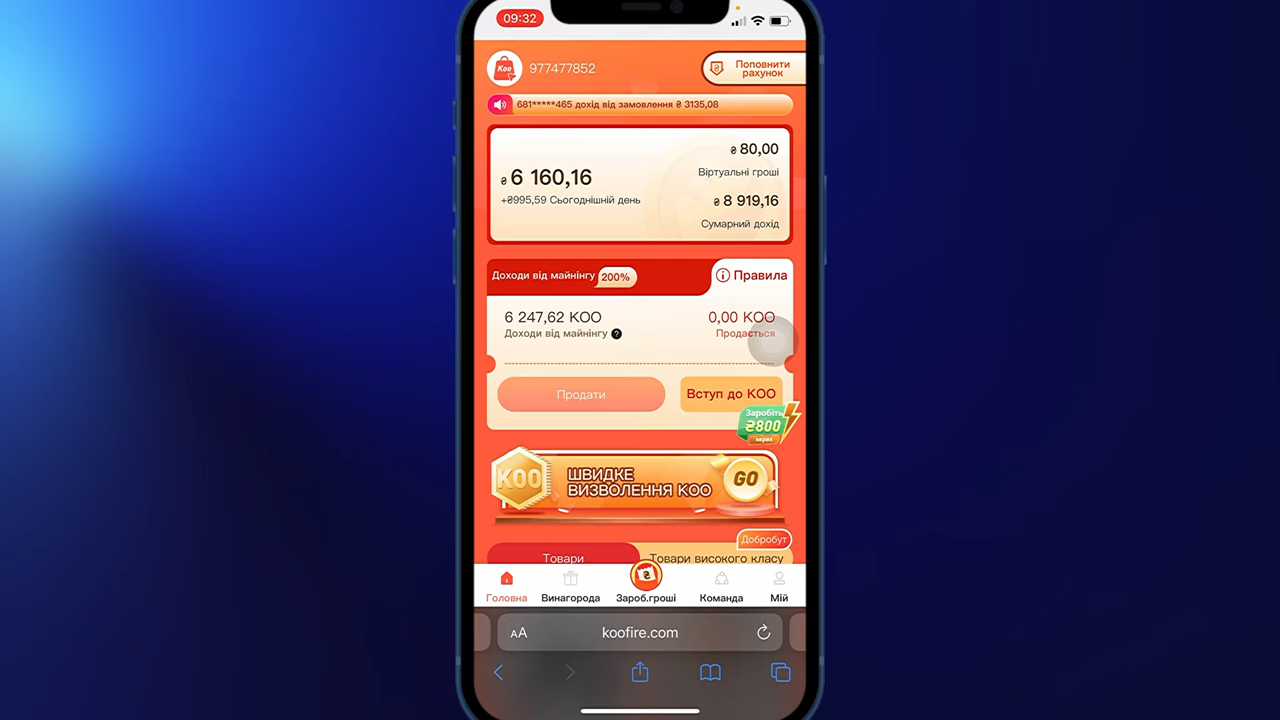 09:32
Koo
977477852
Поповнити
рахунок
681*****465 дохід від замовлення ₴ 3135,08
₴ 80,00
Віртуальні гроші
₴ 6 160,16
+₴995,59 Сьогоднішній день
₴ 8 919,16
Сумарний дохід
Доходи від майнінгу 200%
Правила
6 247,62 KOO
Доходи від майнінгу ?
0,00 KOO
Продається
Продати
Вступ до KOO
Заробіть
₴800
зараз
KOO
ШВИДКЕ
ВИЗВОЛЕННЯ KOO
GO
Добробут
Товари
Товари високого класу
Головна
Винагорода
Зароб.гроші
Команда
Мій
AA
koofire.com